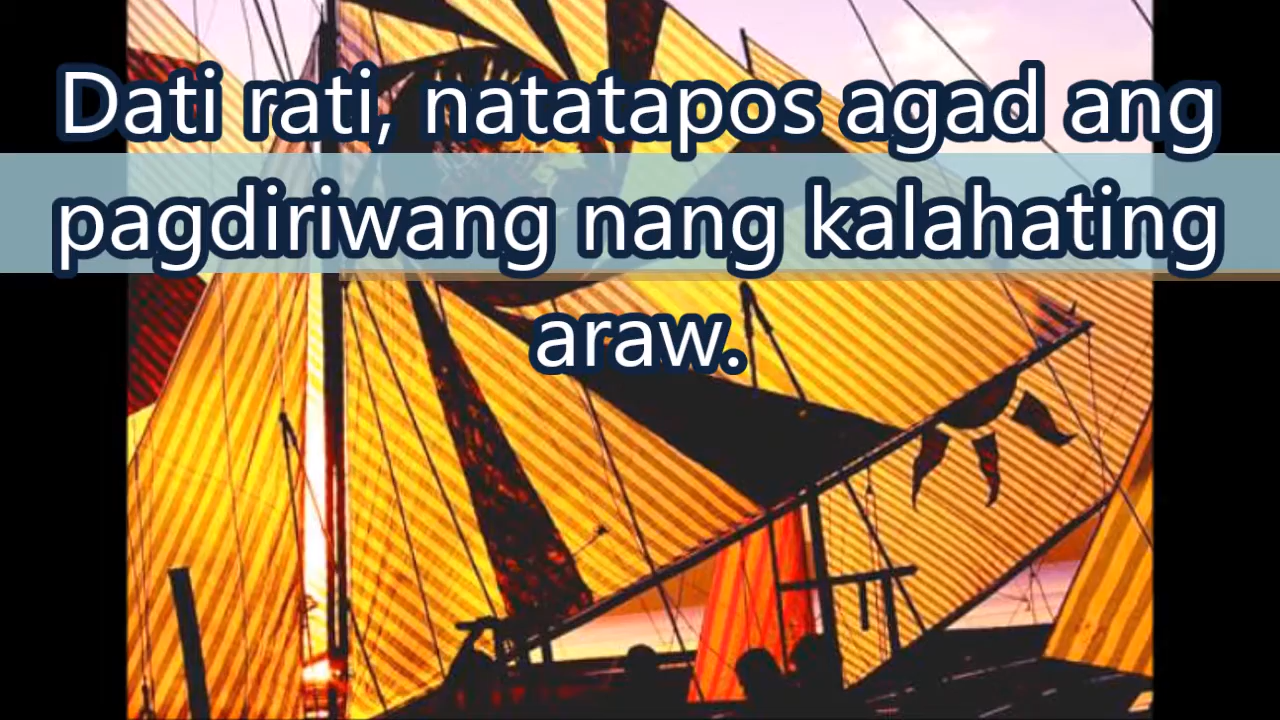 Dati rati, natatapos agad ang
pagdiriwang nang kalahating
araw.